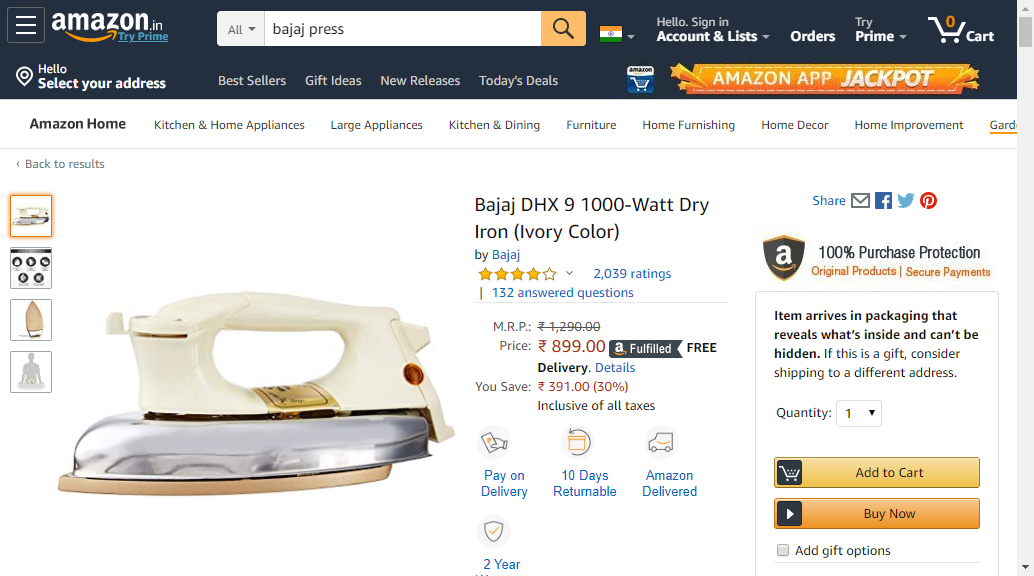 amazon.in
Try Prime
All
bajaj press
Hello. Sign in
Account & Lists
Orders
Try
Prime
0
Cart
Hello
Select your address
Best Sellers
Gift Ideas
New Releases
Today's Deals
amazon
AMAZON APP JACKPOT
Amazon Home
Kitchen & Home Appliances
Large Appliances
Kitchen & Dining
Furniture
Home Furnishing
Home Decor
Home Improvement
Gard
‹ Back to results
Bajaj DHX 9 1000-Watt Dry
Iron (Ivory Color)
by Bajaj
2,039 ratings
| 132 answered questions
M.R.P.: ₹ 1,290.00
Price: ₹ 899.00 a Fulfilled FREE
Delivery. Details
You Save: ₹ 391.00 (30%)
Inclusive of all taxes
Pay on
Delivery
10 Days
Returnable
Amazon
Delivered
2 Year
Share
a
100% Purchase Protection
Original Products | Secure Payments
Item arrives in packaging that
reveals what's inside and can't be
hidden. If this is a gift, consider
shipping to a different address.
Quantity: 1
Add to Cart
Buy Now
Add gift options